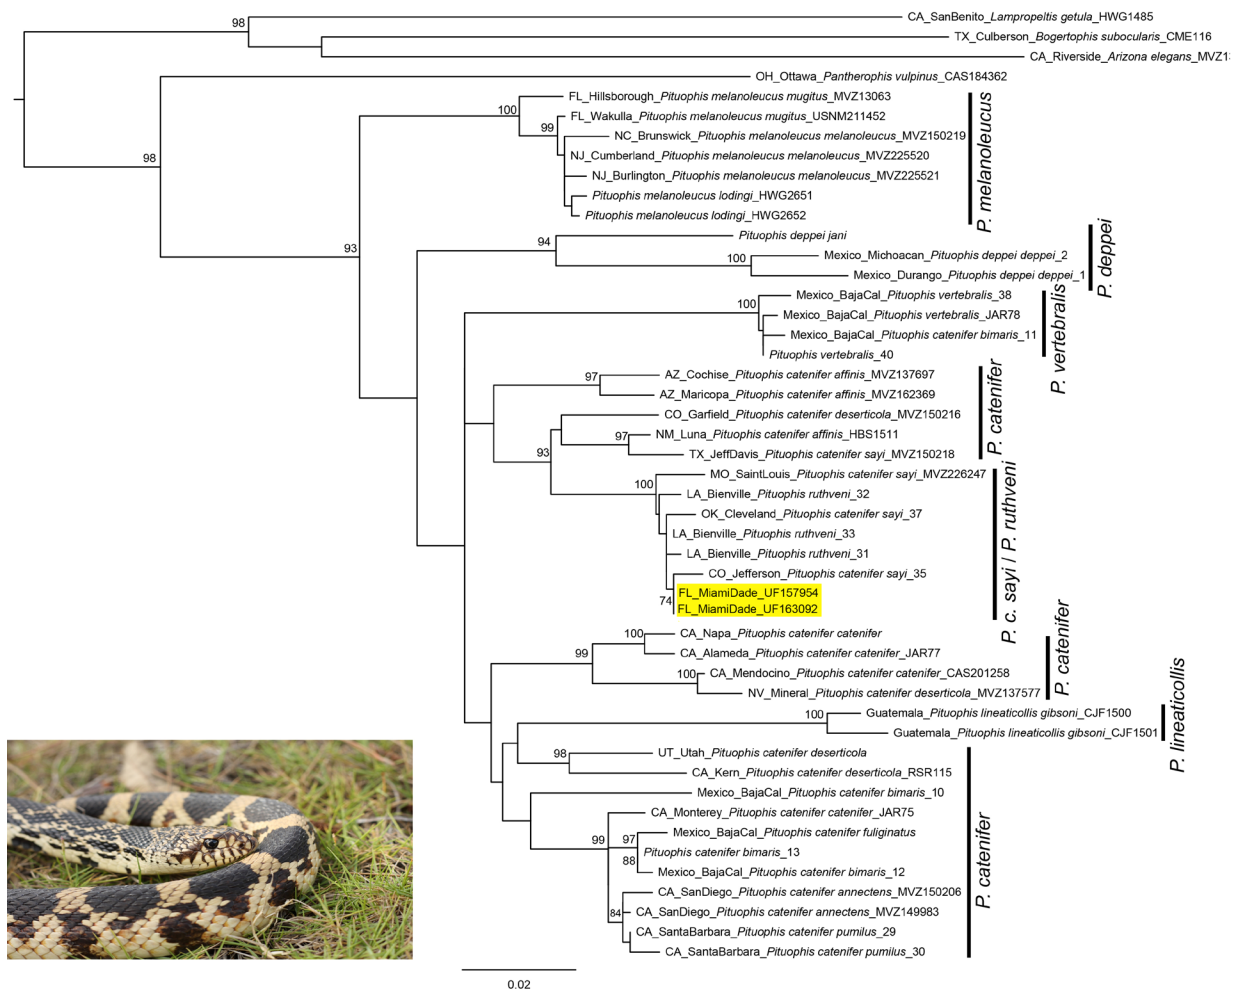 98
CA_SanBenito_Lampropeltis getula_HWG1485
TX_Culberson_Bogertophis subocularis_CME116
CA_Riverside_Arizona elegans_MVZ1
OH_Ottawa_Pantherophis vulpinus_CAS184362
98
100
FL_Hillsborough_Pituophis melanoleucus mugitus_MVZ13063
FL_Wakulla_Pituophis melanoleucus mugitus_USNM211452
99
NC_Brunswick_Pituophis melanoleucus melanoleucus_MVZ150219
NJ_Cumberland_Pituophis melanoleucus melanoleucus_MVZ225520
NJ_Burlington_Pituophis melanoleucus melanoleucus_MVZ225521
Pituophis melanoleucus lodingi_HWG2651
Pituophis melanoleucus lodingi_HWG2652
P. melanoleucus
93
94
Pituophis deppei jani
100
Mexico_Michoacan_Pituophis deppei deppei_2
Mexico_Durango_Pituophis deppei deppei_1
P. deppei
100
Mexico_BajaCal_Pituophis vertebralis_38
Mexico_BajaCal_Pituophis vertebralis_JAR78
Mexico_BajaCal_Pituophis catenifer bimaris_11
Pituophis vertebralis_40
P. vertebralis
97
AZ_Cochise_Pituophis catenifer affinis_MVZ137697
AZ_Maricopa_Pituophis catenifer affinis_MVZ162369
CO_Garfield_Pituophis catenifer deserticola_MVZ150216
93
97
NM_Luna_Pituophis catenifer affinis_HBS1511
TX_JeffDavis_Pituophis catenifer sayi_MVZ150218
P. catenifer
100
MO_SaintLouis_Pituophis catenifer sayi_MVZ226247
LA_Bienville_Pituophis ruthveni_32
OK_Cleveland_Pituophis catenifer sayi_37
LA_Bienville_Pituophis ruthveni_33
LA_Bienville_Pituophis ruthveni_31
CO_Jefferson_Pituophis catenifer sayi_35
74
FL_MiamiDade_UF157954
FL_MiamiDade_UF163092
P. c. sayi / P. ruthveni
99
100
CA_Napa_Pituophis catenifer catenifer
CA_Alameda_Pituophis catenifer catenifer_JAR77
100
CA_Mendocino_Pituophis catenifer catenifer_CAS201258
NV_Mineral_Pituophis catenifer deserticola_MVZ137577
P. catenifer
100
Guatemala_Pituophis lineaticollis gibsoni_CJF1500
Guatemala_Pituophis lineaticollis gibsoni_CJF1501
P. lineaticollis
98
UT_Utah_Pituophis catenifer deserticola
CA_Kern_Pituophis catenifer deserticola_RSR115
Mexico_BajaCal_Pituophis catenifer bimaris_10
99
CA_Monterey_Pituophis catenifer catenifer_JAR75
97
Mexico_BajaCal_Pituophis catenifer fuliginatus
88
Pituophis catenifer bimaris_13
Mexico_BajaCal_Pituophis catenifer bimaris_12
84
CA_SanDiego_Pituophis catenifer annectens_MVZ150206
CA_SanDiego_Pituophis catenifer annectens_MVZ149983
CA_SantaBarbara_Pituophis catenifer pumilus_29
CA_SantaBarbara_Pituophis catenifer pumilus_30
P. catenifer
0.02